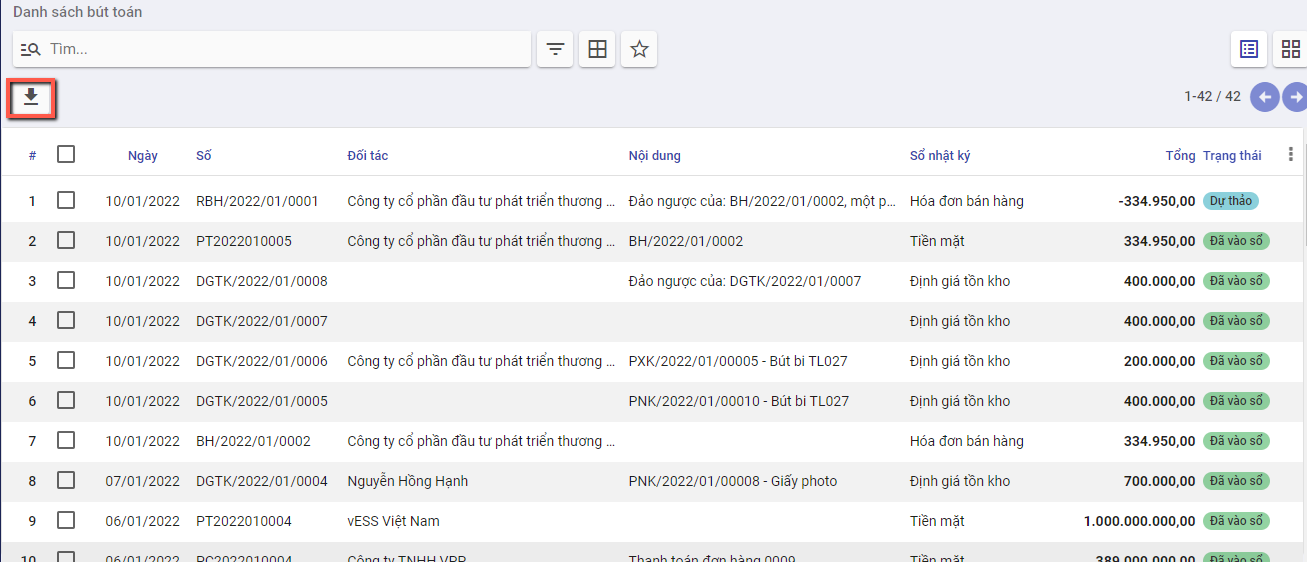 Danh sách bút toán
Tìm...
1-42 / 42
# Ngày Số Đối tác Nội dung Sổ nhật ký Tổng Trạng thái
1 10/01/2022 RBH/2022/01/0001 Công ty cổ phần đầu tư phát triển thương ... Đảo ngược của: BH/2022/01/0002, một p... Hóa đơn bán hàng -334.950,00 Dự thảo
2 10/01/2022 PT2022010005 Công ty cổ phần đầu tư phát triển thương ... BH/2022/01/0002 Tiền mặt 334.950,00 Đã vào sổ
3 10/01/2022 DGTK/2022/01/0008 Đảo ngược của: DGTK/2022/01/0007 Định giá tồn kho 400.000,00 Đã vào sổ
4 10/01/2022 DGTK/2022/01/0007 Định giá tồn kho 400.000,00 Đã vào sổ
5 10/01/2022 DGTK/2022/01/0006 Công ty cổ phần đầu tư phát triển thương ... PXK/2022/01/00005 - Bút bi TL027 Định giá tồn kho 200.000,00 Đã vào sổ
6 10/01/2022 DGTK/2022/01/0005 PNK/2022/01/00010 - Bút bi TL027 Định giá tồn kho 400.000,00 Đã vào sổ
7 10/01/2022 BH/2022/01/0002 Công ty cổ phần đầu tư phát triển thương ... Hóa đơn bán hàng 334.950,00 Đã vào sổ
8 07/01/2022 DGTK/2022/01/0004 Nguyễn Hồng Hạnh PNK/2022/01/00008 - Giấy photo Định giá tồn kho 700.000,00 Đã vào sổ
9 06/01/2022 PT2022010004 vESS Việt Nam Tiền mặt 1.000.000.000,00 Đã vào sổ
10 06/01/2022 PC2022010004 Công ty TNHH VPP Thanh toán đơn hàng 0009 Tiền mặt 389.000.000,00 Đã vào sổ